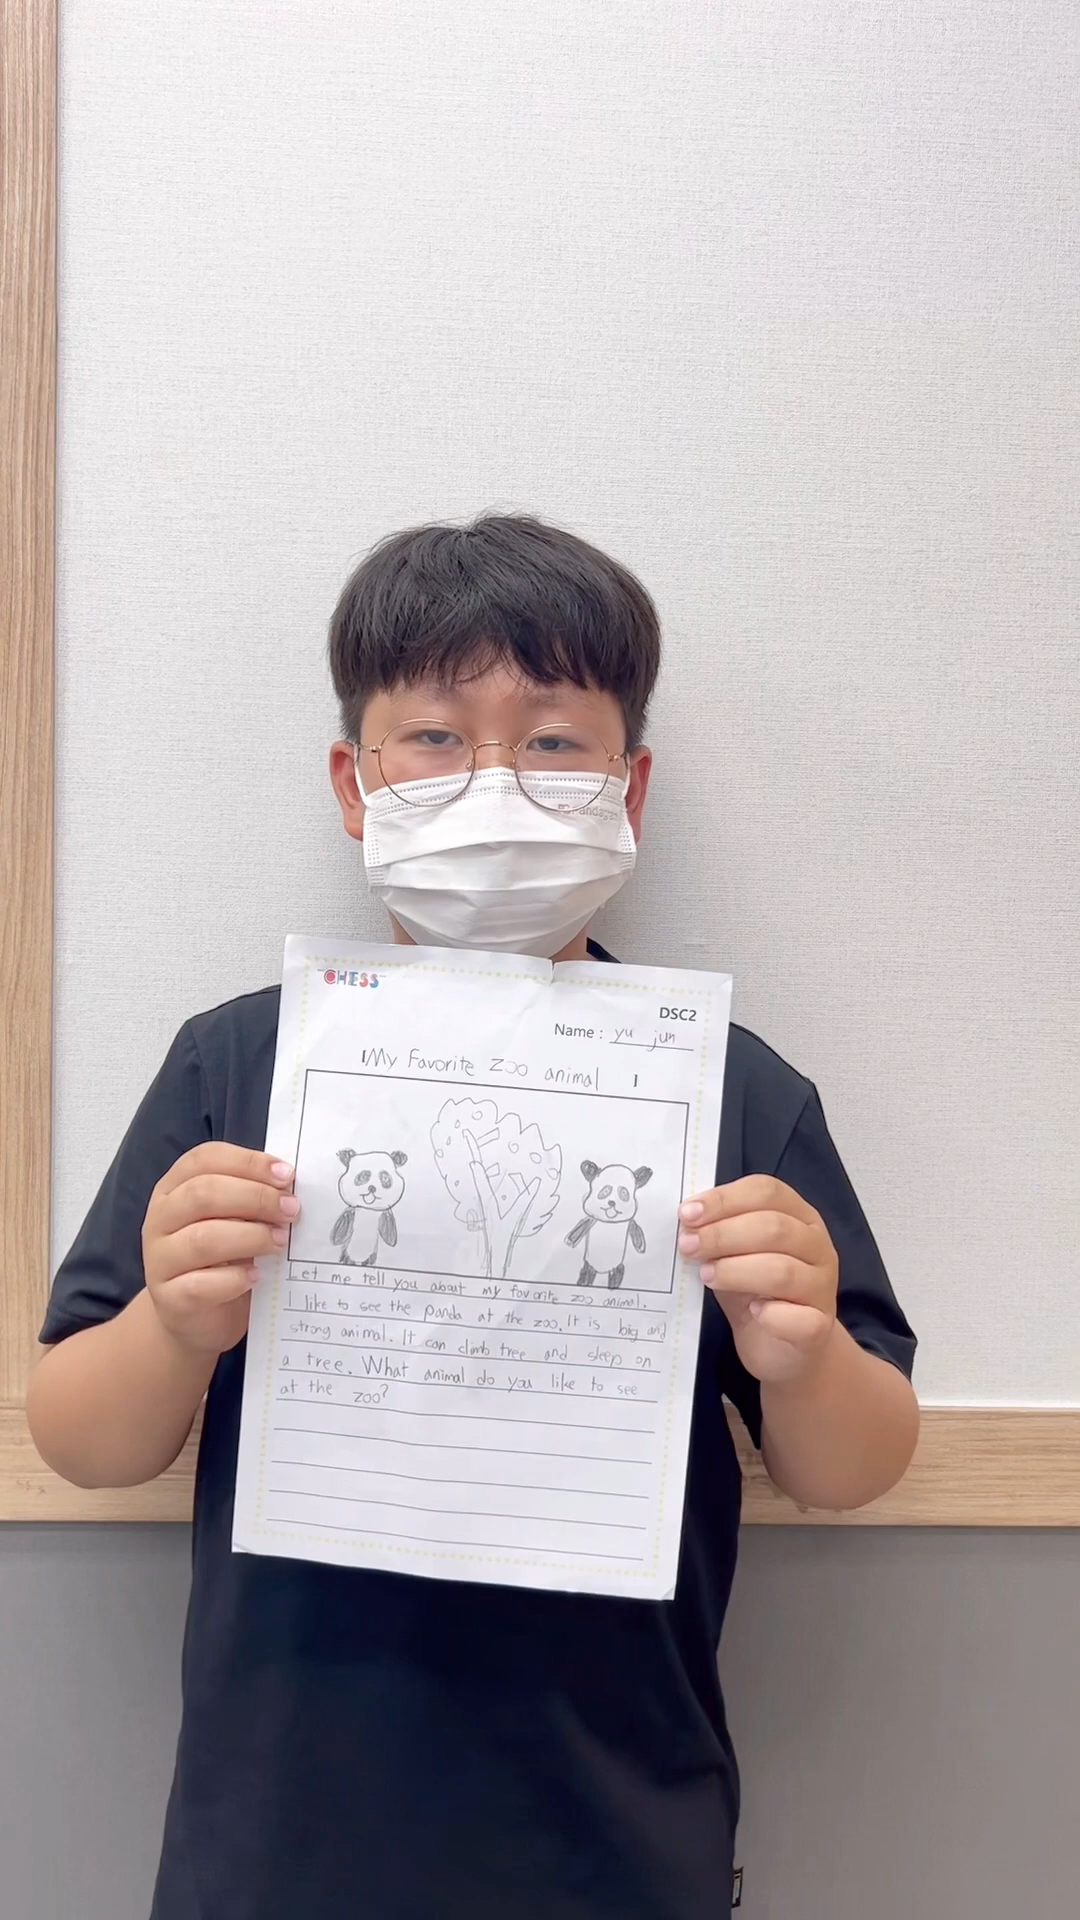 Pandagram
CHESS
DSC2
Name : yu jun
[My Favorite zoo animal ]
Let me tell you about my favorite zoo animal.
I like to see the panda at the zoo. It is big and
strong animal. It can climb tree and sleep on
a tree. What animal do you like to see
at the zoo?